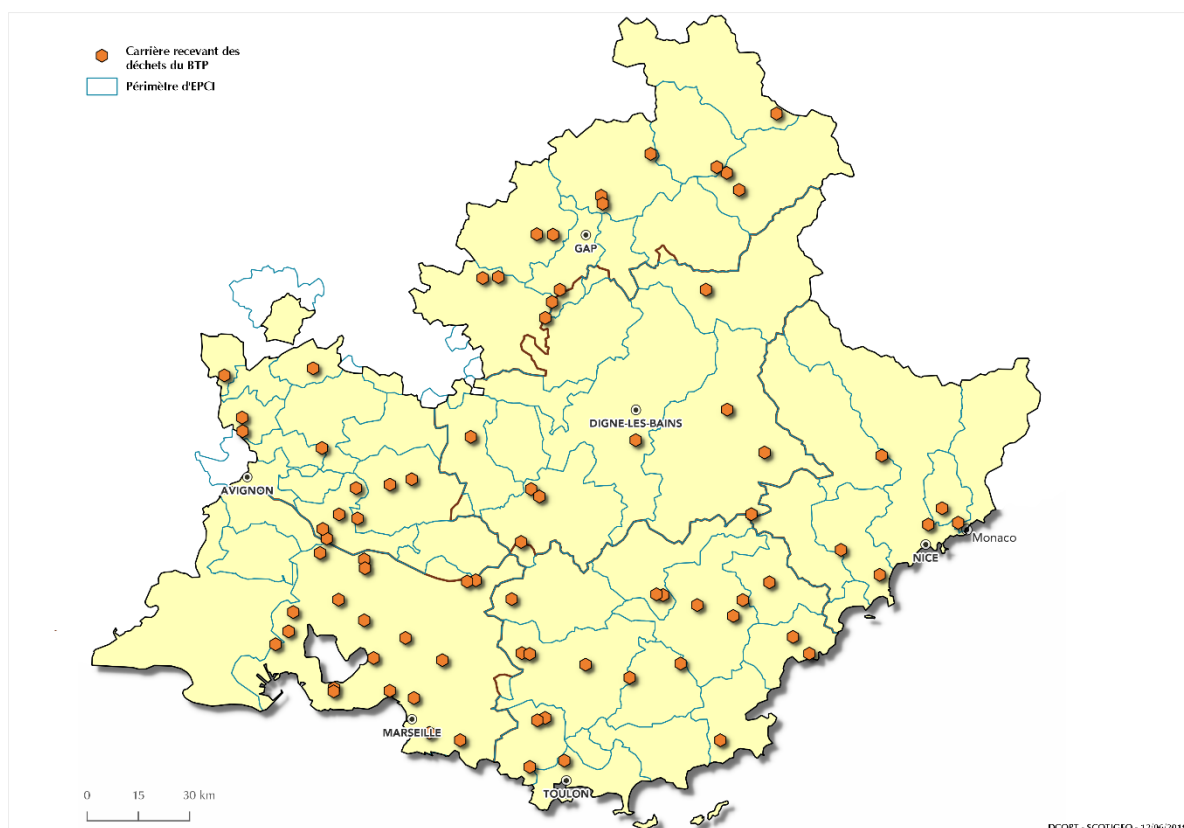 Carrière recevant des
déchets du BTP
Périmètre d'EPCI
GAP
DIGNE-LES-BAINS
AVIGNON
Monaco
NICE
MARSEILLE
TOULON
0 15 30 km